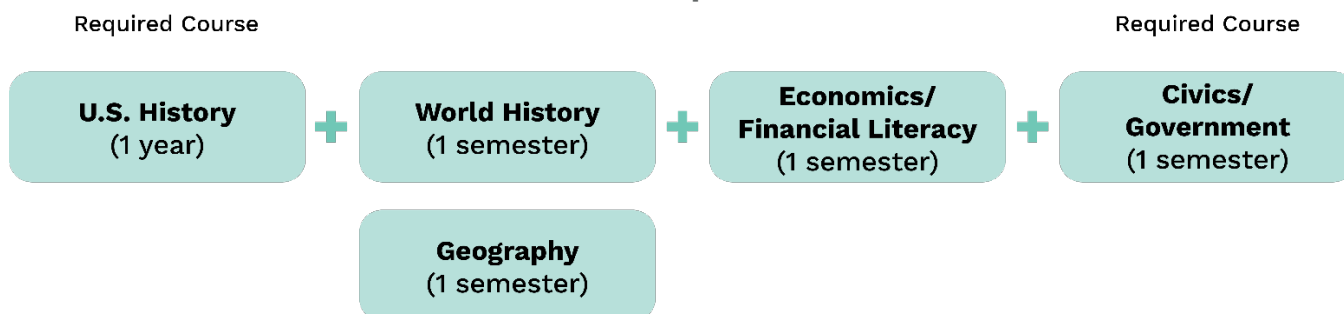 Required Course
Required Course
U.S. History
(1 year)
+
World History
(1 semester)
+
Economics/
Financial Literacy
(1 semester)
+
Civics/
Government
(1 semester)
Geography
(1 semester)